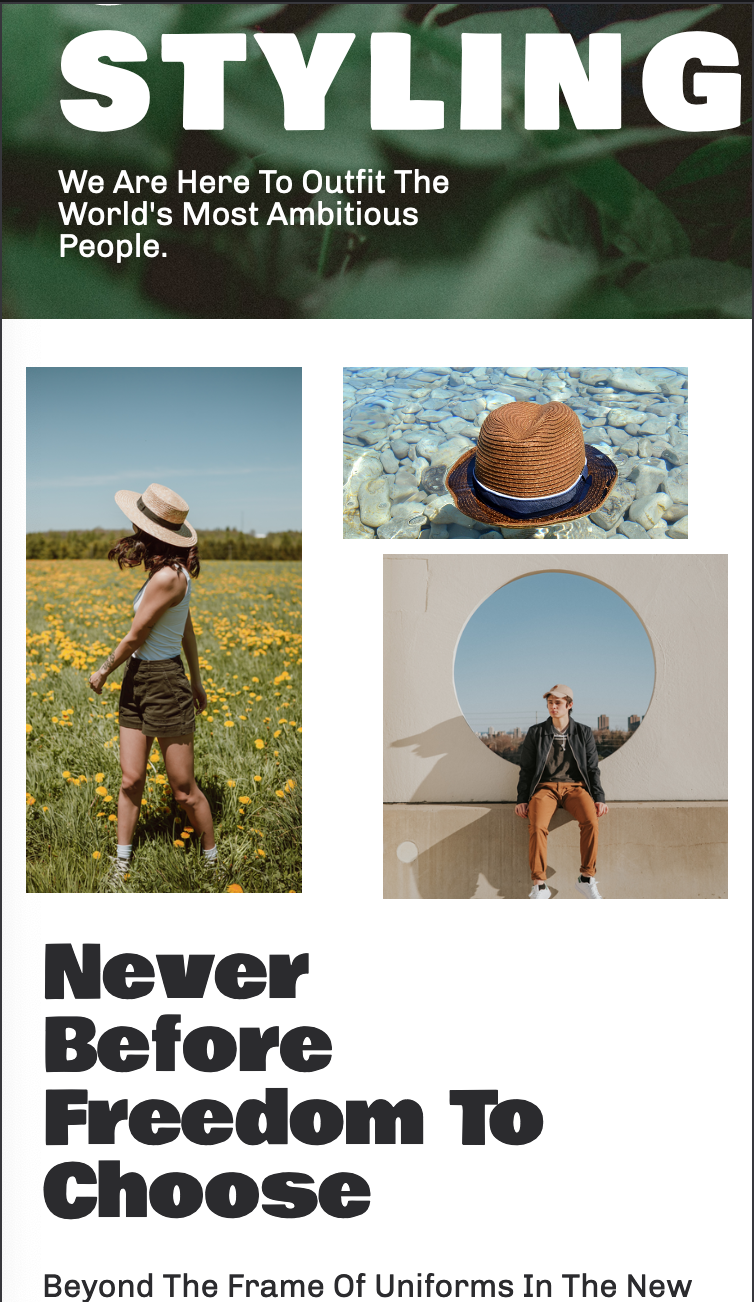 STYLING
We Are Here To Outfit The
World's Most Ambitious
People.
Never
Before
Freedom To
Choose
Beyond The Frame Of Uniforms In The New